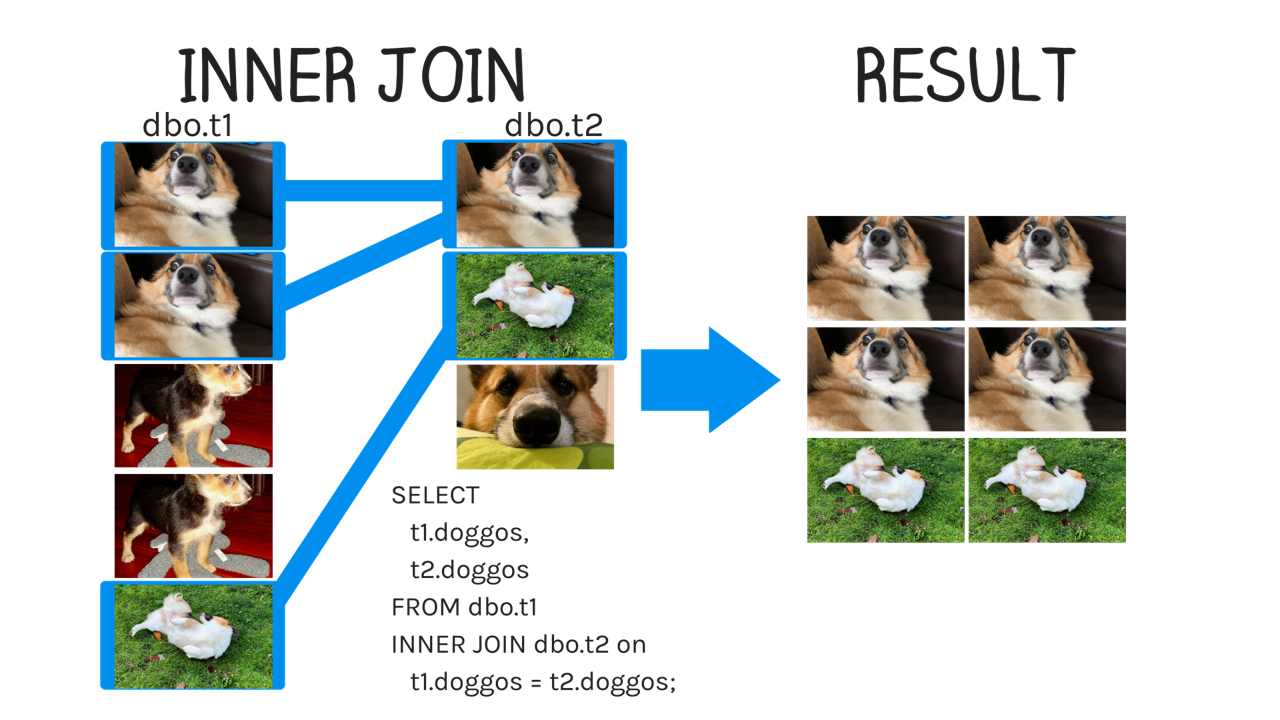 INNER JOIN
RESULT
dbo.t1
dbo.t2
SELECT
t1.doggos,
t2.doggos
FROM dbo.t1
INNER JOIN dbo.t2 on
t1.doggos = t2.doggos;